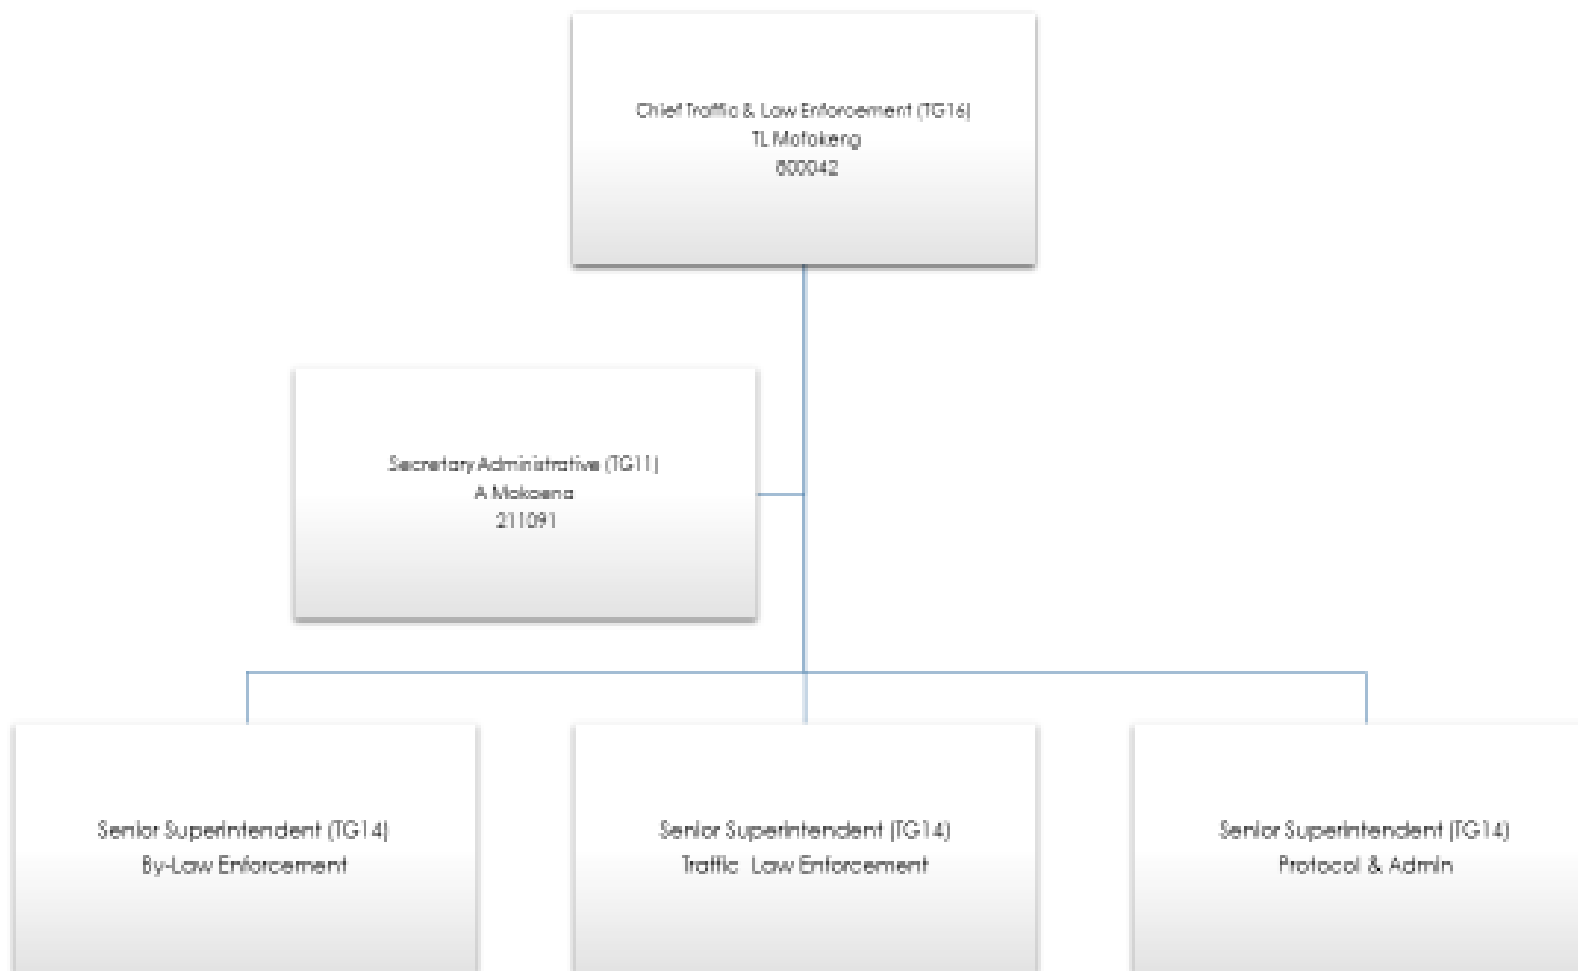 Chief Traffic & Law Enforcement (TG16)
TL Mofokeng
800042
Secretary Administrative (TG11)
A Mokoena
211091
Senior Superintendent (TG14)
By-Law Enforcement
Senior Superintendent (TG14)
Traffic Law Enforcement
Senior Superintendent (TG14)
Protocol & Admin